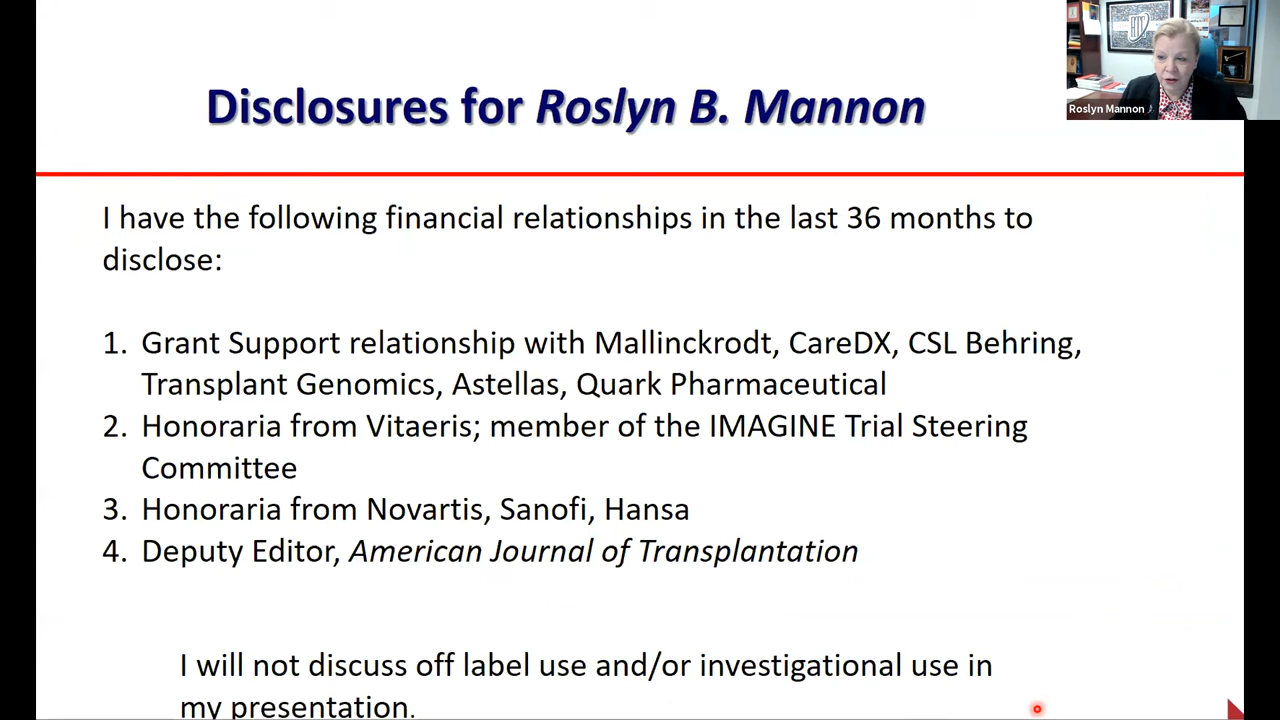 Disclosures for Roslyn B. Mannon
Roslyn Mannon
I have the following financial relationships in the last 36 months to
disclose:
1. Grant Support relationship with Mallinckrodt, CareDX, CSL Behring,
Transplant Genomics, Astellas, Quark Pharmaceutical
2. Honoraria from Vitaeris; member of the IMAGINE Trial Steering
Committee
3. Honoraria from Novartis, Sanofi, Hansa
4. Deputy Editor, American Journal of Transplantation
I will not discuss off label use and/or investigational use in
my presentation.